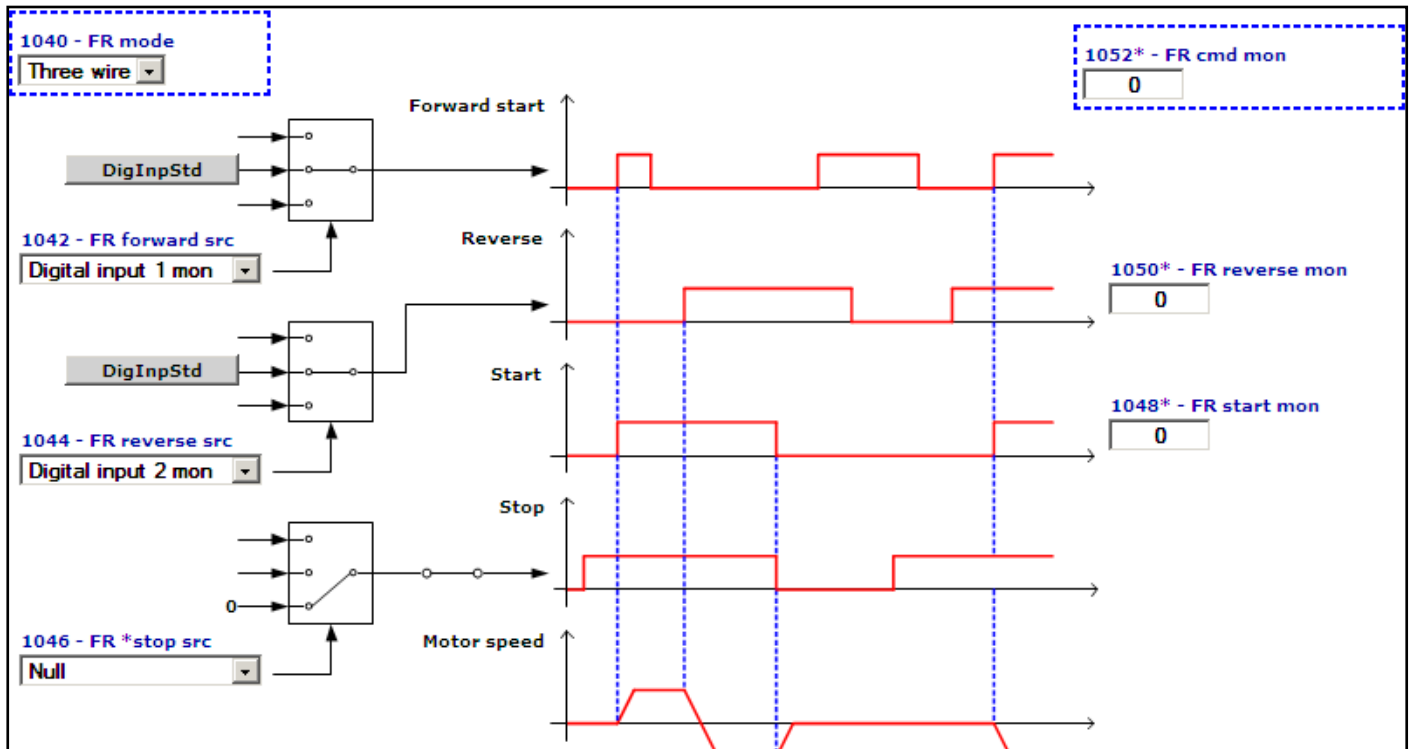 1040 - FR mode
Three wire
1052* - FR cmd mon
0
Forward start
DigInpStd
1042 - FR forward src
Digital input 1 mon
Reverse
1050* - FR reverse mon
0
DigInpStd
Start
1048* - FR start mon
0
1044 - FR reverse src
Digital input 2 mon
Stop
0
1046 - FR *stop src
Null
Motor speed